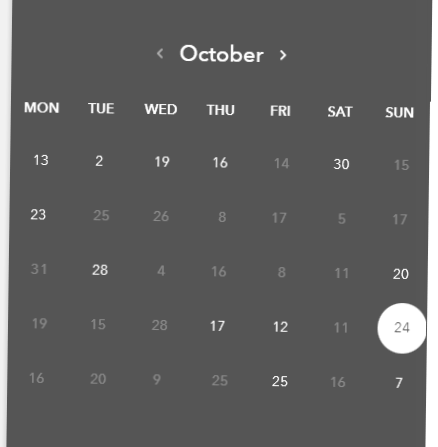 ‹ October ›
MON TUE WED THU FRI SAT SUN
13 2 19 16 14 30 15
23 25 26 8 17 5 17
31 28 4 16 8 11 20
19 15 28 17 12 11 24
16 20 9 25 25 16 7